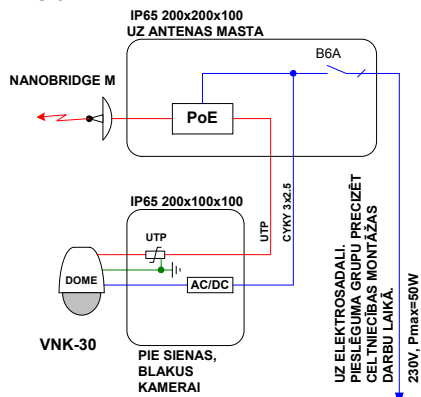 IP65 200x200x100
UZ ANTENAS MASTA
B6A
NANOBRIDGE M
PoE
UTP
CYKY 3x2.5
IP65 200x100x100
UTP
DOME
AC/DC
VNK-30
PIE SIENAS,
BLAKUS
KAMERAI
UZ ELEKTROSADALI.
PIESLĒGUMA GRUPU PRECIZĒT
CELTNIECĪBAS MONTĀŽAS
DARBU LAIKĀ.
230V, Pmax=50W